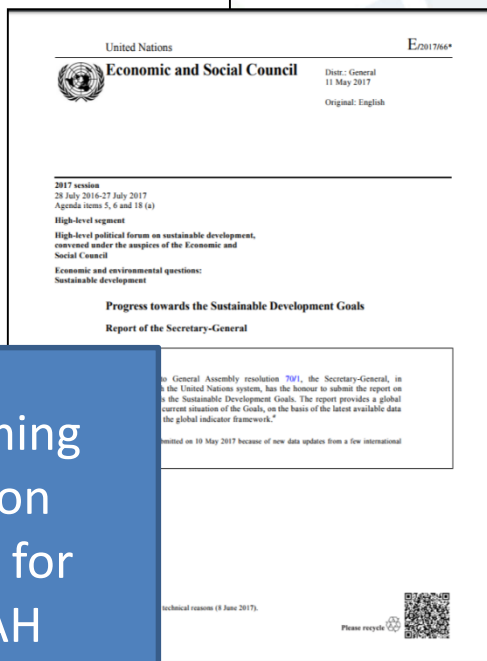 United Nations
E/2017/66*
Economic and Social Council
Distr.: General
11 May 2017
Original: English
2017 session
28 July 2016-27 July 2017
Agenda items 5, 6 and 18 (a)
High-level segment
High-level political forum on sustainable development,
convened under the auspices of the Economic and
Social Council
Economic and environmental questions:
Sustainable development
Progress towards the Sustainable Development Goals
Report of the Secretary-General
to General Assembly resolution 70/1, the Secretary-General, in
the United Nations system, has the honour to submit the report on
the Sustainable Development Goals. The report provides a global
current situation of the Goals, on the basis of the latest available data
the global indicator framework.
on 10 May 2017 because of new data updates from a few international
on
for
technical reasons (8 June 2017).
Please recycle